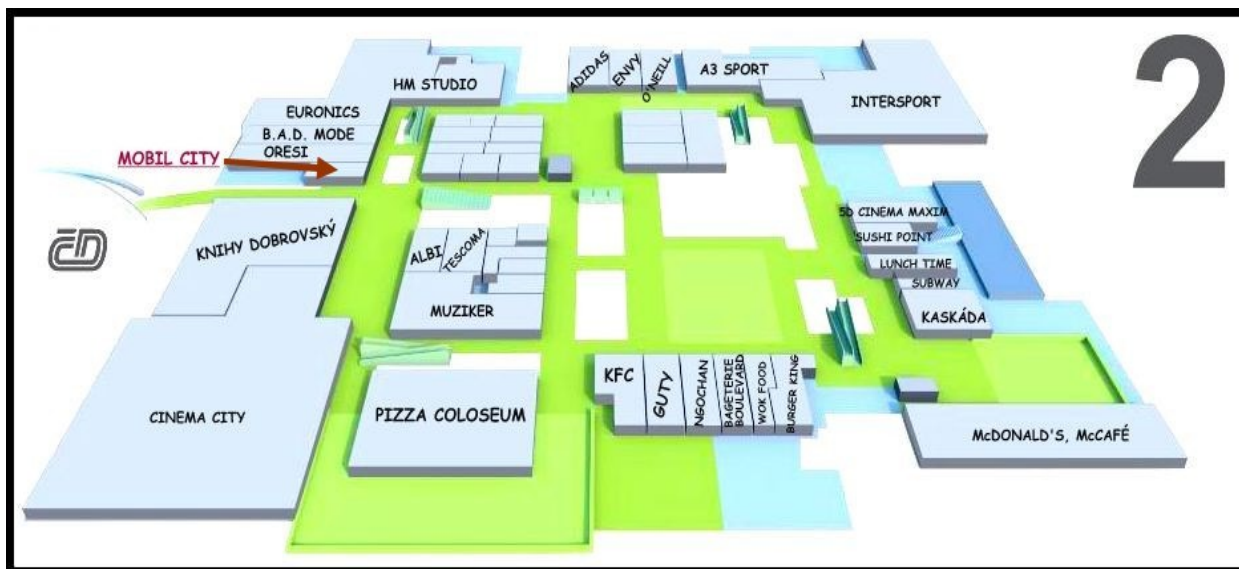 2
HM STUDIO
ADIDAS
ENVY
O'NEILL
A3 SPORT
INTERSPORT
EURONICS
B.A.D. MODE
ORESI
MOBIL CITY
ČD
KNIHY DOBROVSKÝ
ALBI
TESCOMA
MUZIKER
5D CINEMA MAXIM
SUSHI POINT
LUNCH TIME
SUBWAY
KASKÁDA
CINEMA CITY
PIZZA COLOSEUM
KFC
GUTY
NGOCHAN
BAGETERIE
BOULEVARD
WOK FOOD
BURGER KING
McDONALD'S, McCAFÉ